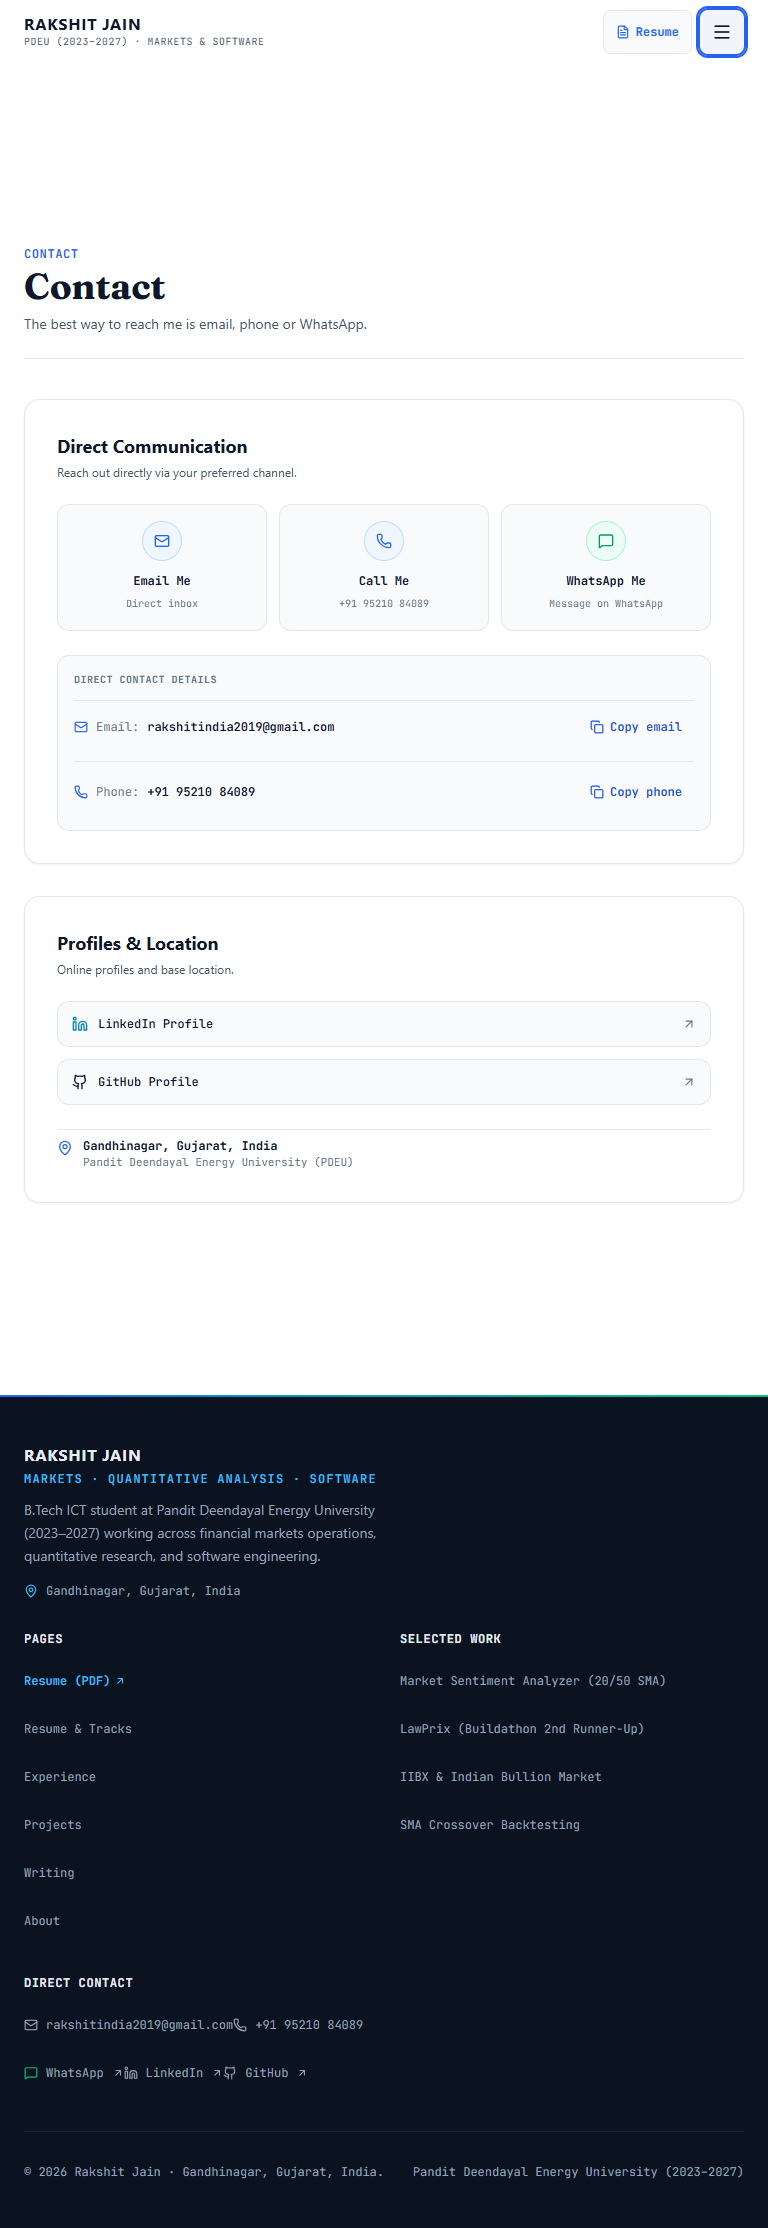 RAKSHIT JAIN
PDEU (2023–2027) · MARKETS & SOFTWARE
Resume
CONTACT
Contact
The best way to reach me is email, phone or WhatsApp.
Direct Communication
Reach out directly via your preferred channel.
Email Me
Direct inbox
Call Me
+91 95210 84089
WhatsApp Me
Message on WhatsApp
DIRECT CONTACT DETAILS
Email: rakshitindia2019@gmail.com
Copy email
Phone: +91 95210 84089
Copy phone
Profiles & Location
Online profiles and base location.
LinkedIn Profile
GitHub Profile
Gandhinagar, Gujarat, India
Pandit Deendayal Energy University (PDEU)
RAKSHIT JAIN
MARKETS · QUANTITATIVE ANALYSIS · SOFTWARE
B.Tech ICT student at Pandit Deendayal Energy University
(2023–2027) working across financial markets operations,
quantitative research, and software engineering.
Gandhinagar, Gujarat, India
PAGES
Resume (PDF)
Resume & Tracks
Experience
Projects
Writing
About
SELECTED WORK
Market Sentiment Analyzer (20/50 SMA)
LawPrix (Buildathon 2nd Runner-Up)
IIBX & Indian Bullion Market
SMA Crossover Backtesting
DIRECT CONTACT
rakshitindia2019@gmail.com +91 95210 84089
WhatsApp LinkedIn GitHub
© 2026 Rakshit Jain · Gandhinagar, Gujarat, India.
Pandit Deendayal Energy University (2023–2027)